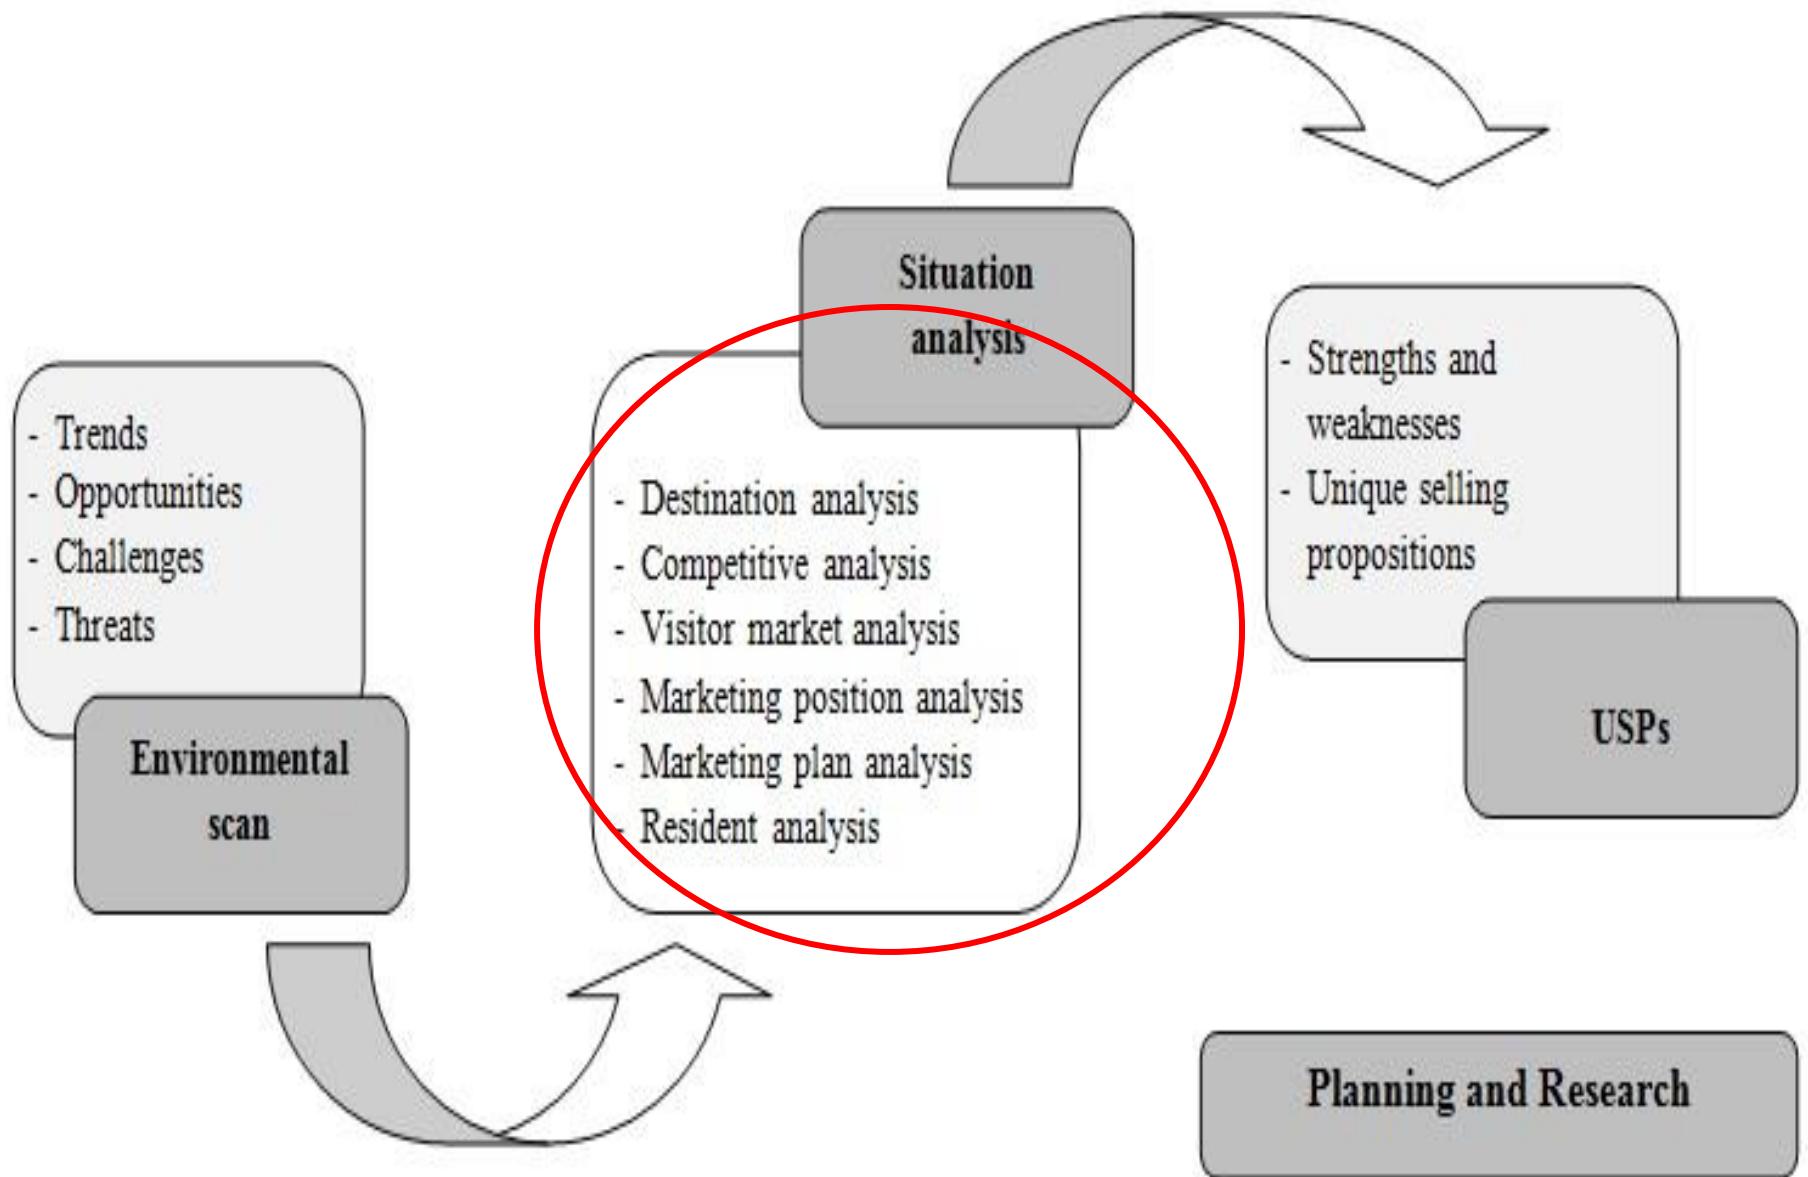 - Trends
- Opportunities
- Challenges
- Threats
Environmental
scan
Situation
analysis
- Destination analysis
- Competitive analysis
- Visitor market analysis
- Marketing position analysis
- Marketing plan analysis
- Resident analysis
- Strengths and
weaknesses
- Unique selling
propositions
USPs
Planning and Research